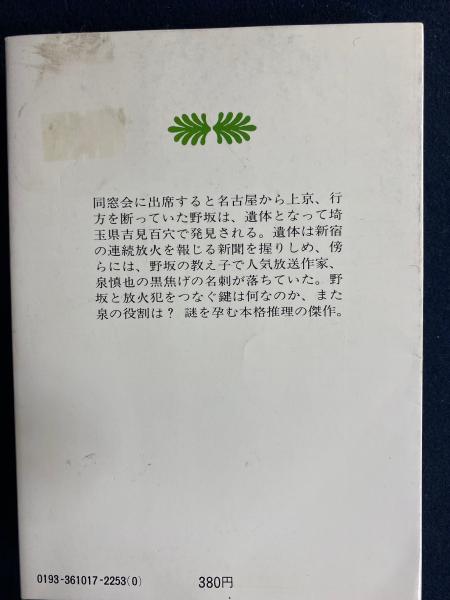 同窓会に出席すると名古屋から上京、行
方を断っていた野坂は、遺体となって埼
玉県吉見百穴で発見される。遺体は新宿
の連続放火を報じる新聞を握りしめ、傍
らには、野坂の教え子で人気放送作家、
泉慎也の黒焦げの名刺が落ちていた。野
坂と放火犯をつなぐ鍵は何なのか、また
泉の役割は? 謎を孕む本格推理の傑作。
0193-361017-2253(0)
380円